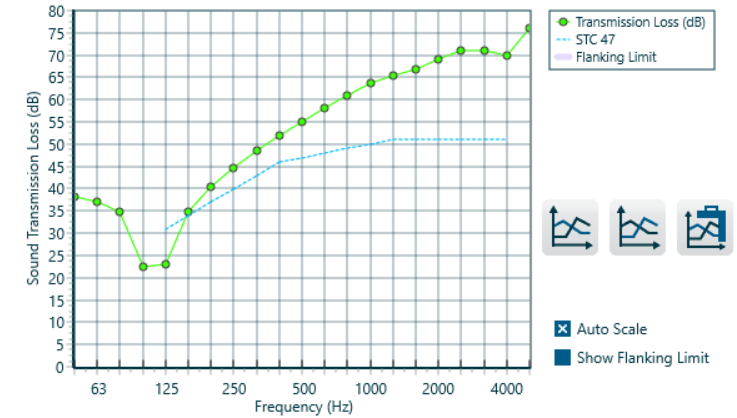 80
75
70
65
60
55
50
45
40
35
30
25
20
15
10
5
0
Sound Transmission Loss (dB)
63 125 250 500 1000 2000 4000
Frequency (Hz)
Transmission Loss (dB)
STC 47
Flanking Limit
Auto Scale
Show Flanking Limit